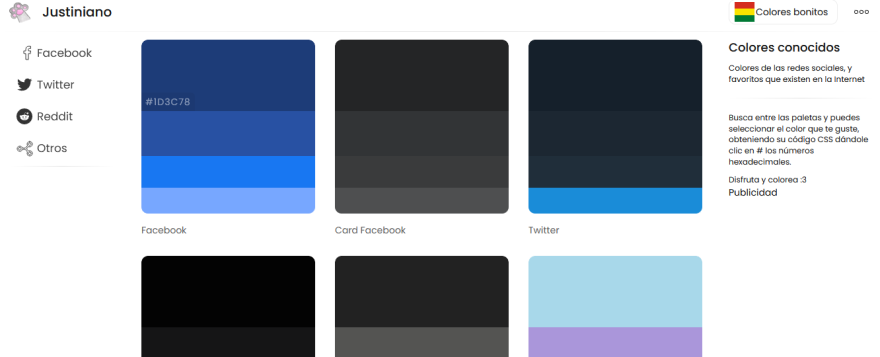 Justiniano
Colores bonitos
Facebook
Twitter
Reddit
Otros
#1D3C78
Facebook
Card Facebook
Twitter
Colores conocidos
Colores de las redes sociales, y
favoritos que existen en la Internet
Busca entre las paletas y puedes
seleccionar el color que te guste,
obteniendo su código CSS dándole
clic en # los números
hexadecimales.
Disfruta y colorea :3
Publicidad